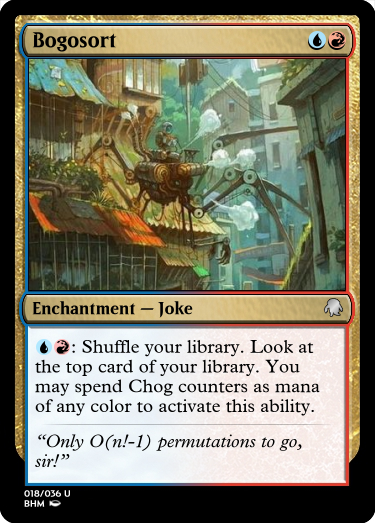 Bogosort
Enchantment — Joke
: Shuffle your library. Look at
the top card of your library. You
may spend Chog counters as mana
of any color to activate this ability.
“Only O(n!-1) permutations to go,
sir!”
018/036 U
BHM